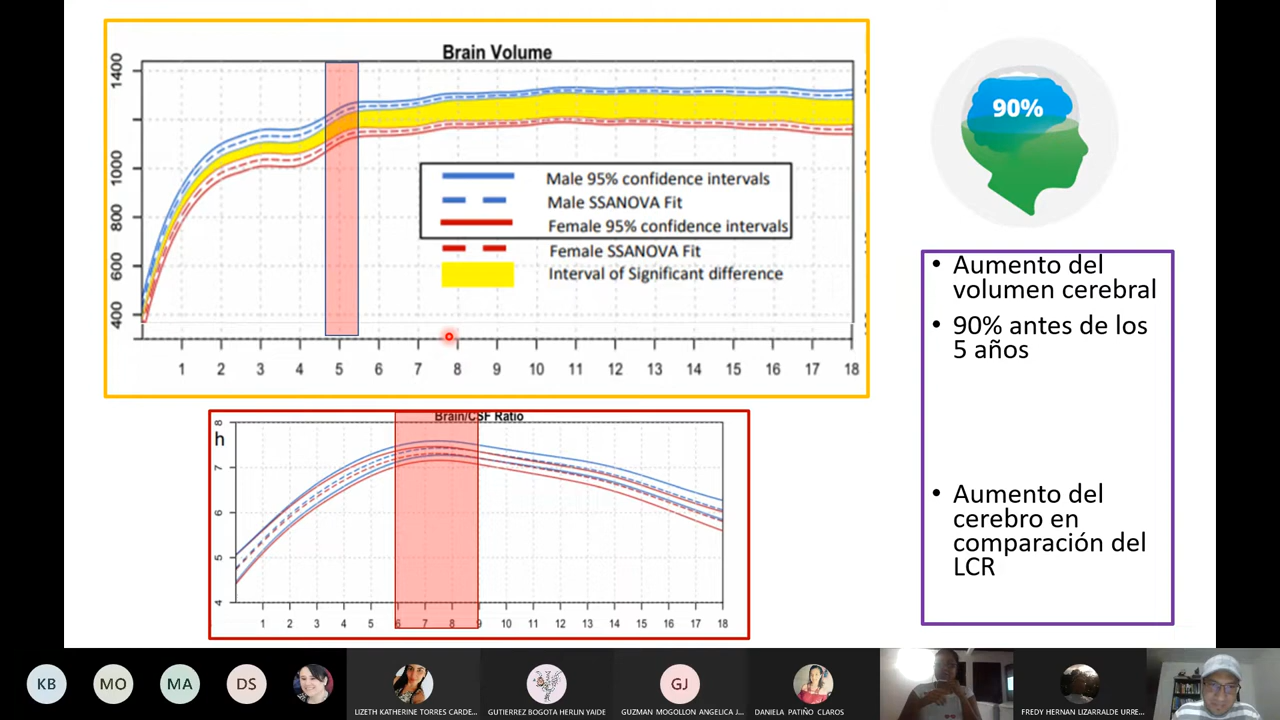 Brain Volume
1400
1000
800
600
400
Male 95% confidence intervals
Male SSANOVA Fit
Female 95% confidence intervals
Female SSANOVA Fit
Interval of Significant difference
1 2 3 4 5 6 7 8 9 10 11 12 13 14 15 16 17 18
Brain/CSF Ratio
h
8
7
6
5
4
1 2 3 4 5 6 7 8 9 10 11 12 13 14 15 16 17 18
90%
• Aumento del
volumen cerebral
• 90% antes de los
5 años
• Aumento del
cerebro en
comparación del
LCR
KB
MO
MA
DS
LIZETH KATHERINE TORRES CARDE...
GUTIERREZ BOGOTA HERLIN YAIDE
GJ
GUZMAN MOGOLLON ANGELICA J...
DANIELA PATIÑO CLAROS
FREDY HERNAN LIZARRALDE URRE...